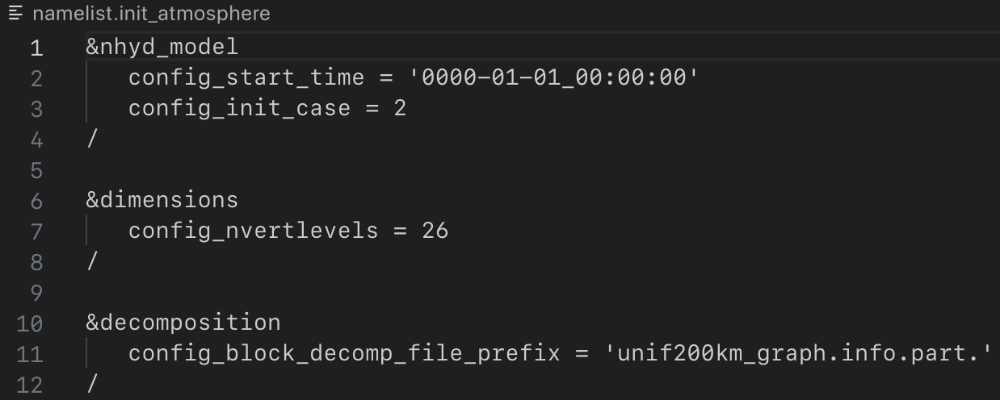 namelist.init_atmosphere
1 &nhyd_model
2    config_start_time = '0000-01-01_00:00:00'
3    config_init_case = 2
4 /
5
6 &dimensions
7    config_nvertlevels = 26
8 /
9
10 &decomposition
11    config_block_decomp_file_prefix = 'unif200km_graph.info.part.'
12 /